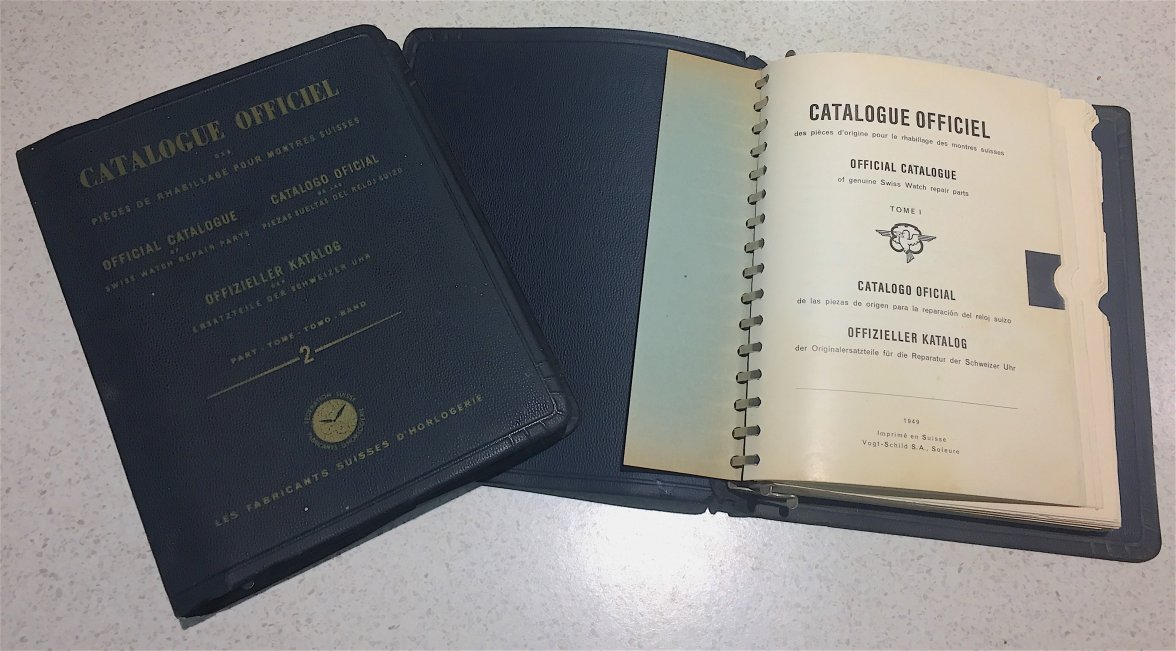 CATALOGUE OFFICIEL
DES
PIÈCES DE RHABILLAGE POUR MONTRES SUISSES
OFFICIAL CATALOGUE
OF
SWISS WATCH REPAIR PARTS
CATALOGO OFICIAL
DE LAS
PIEZAS SUELTAS DEL RELOJ SUIZO
OFFIZIELLER KATALOG
DER
ERSATZTEILE DER SCHWEIZER UHR
PART · TOME · TOMO · BAND
2
LES FABRICANTS SUISSES D'HORLOGERIE
CATALOGUE OFFICIEL
des pièces d'origine pour le rhabillage des montres suisses
OFFICIAL CATALOGUE
of genuine Swiss Watch repair parts
TOME I
CATALOGO OFICIAL
de las piezas de origen para la reparación del reloj suizo
OFFIZIELLER KATALOG
der Originalersatzteile für die Reparatur der Schweizer Uhr
1949
Imprimé en Suisse
Vogt-Schild S.A., Soleure